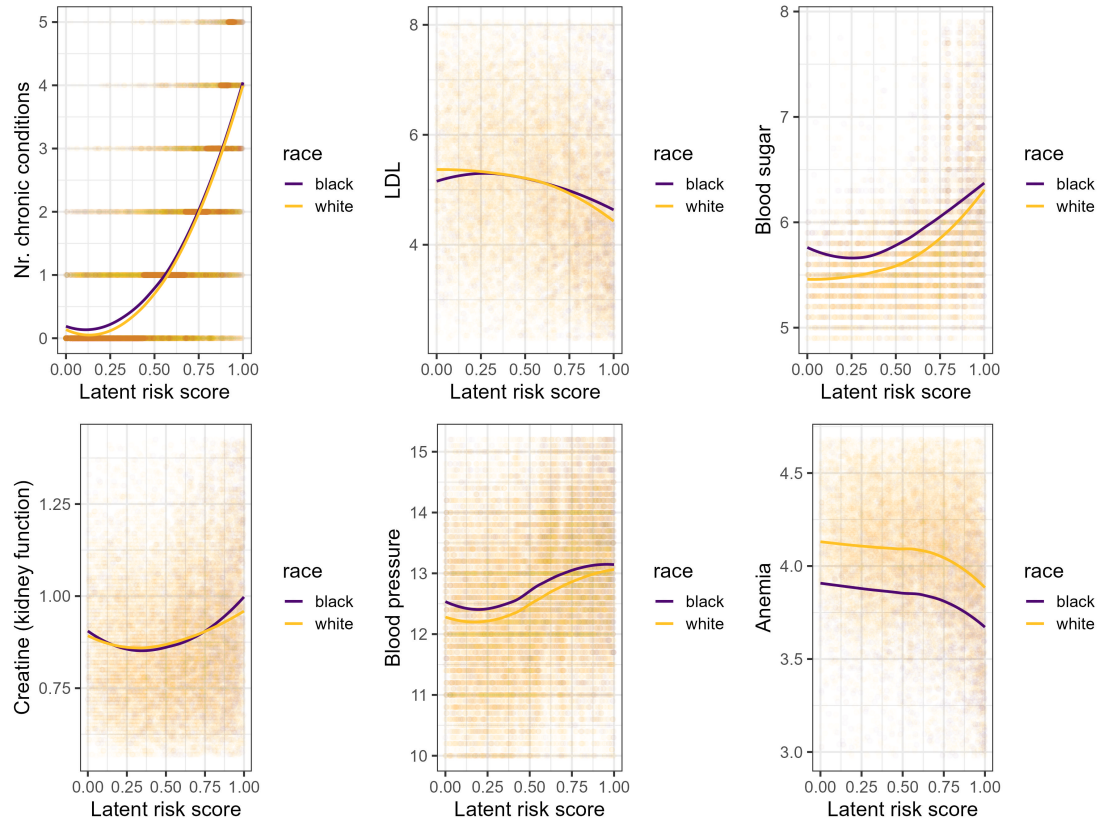 Nr. chronic conditions
5
4
3
2
1
0
0.00 0.25 0.50 0.75 1.00
Latent risk score
race
black
white
LDL
8
6
4
0.00 0.25 0.50 0.75 1.00
Latent risk score
race
black
white
Blood sugar
8
7
6
5
0.00 0.25 0.50 0.75 1.00
Latent risk score
race
black
white
Creatine (kidney function)
1.25
1.00
0.75
0.00 0.25 0.50 0.75 1.00
Latent risk score
race
black
white
Blood pressure
15
14
13
12
11
10
0.00 0.25 0.50 0.75 1.00
Latent risk score
race
black
white
Anemia
4.5
4.0
3.5
3.0
0.00 0.25 0.50 0.75 1.00
Latent risk score
race
black
white